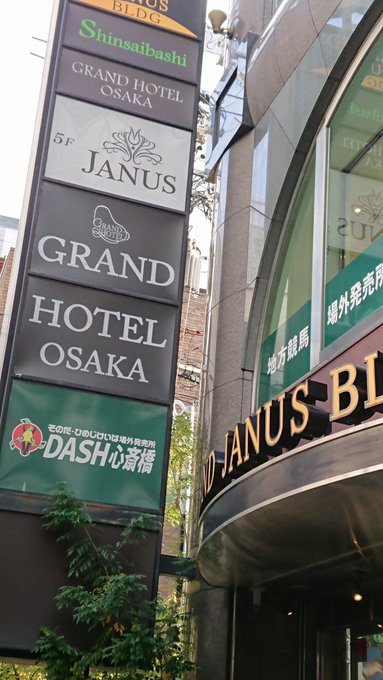 JANUS
BLDG
Shinsaibashi
GRAND HOTEL
OSAKA
5F
JANUS
GRAND
HOTEL
GRAND
HOTEL
OSAKA
そのだ・ひめじけいば場外発売所
DASH心斎橋
地方競馬
場外発売所
ND JANUS BL